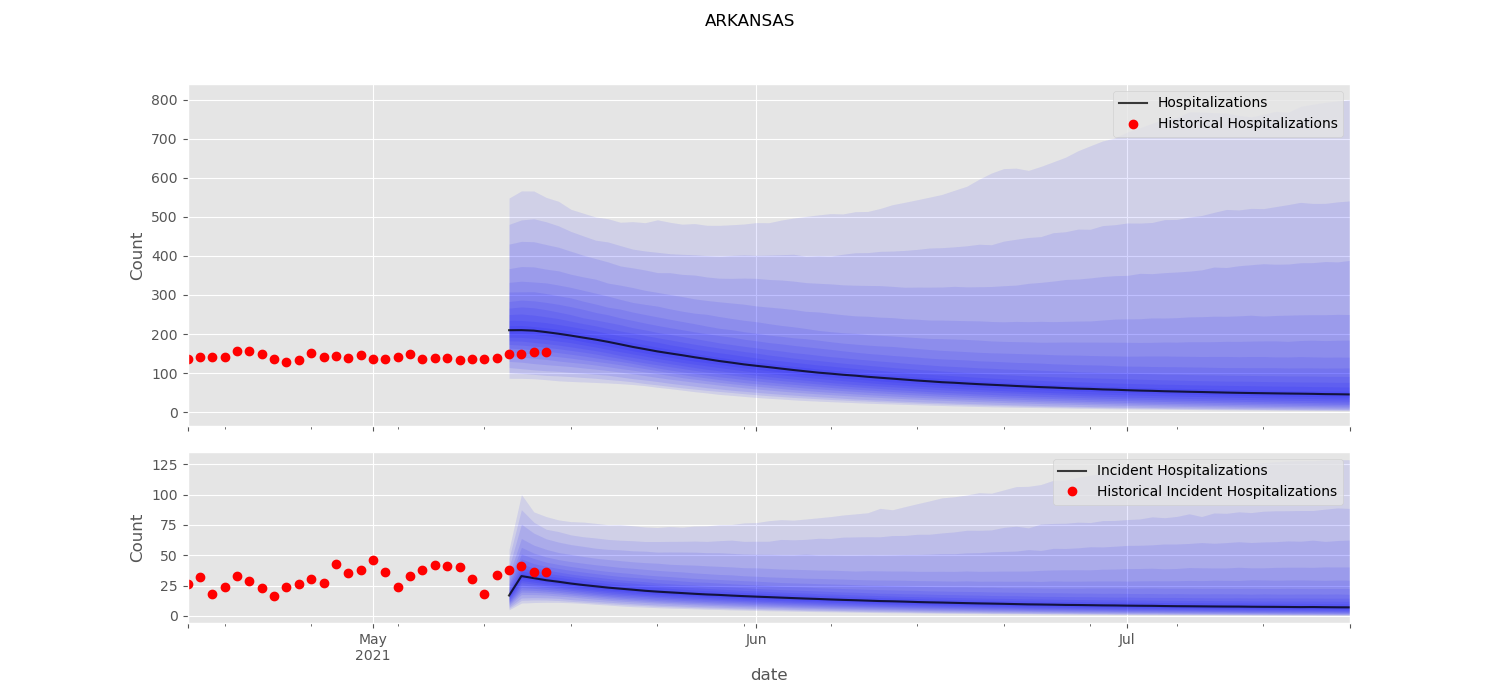 ARKANSAS
800
700
600
500
400
300
200
100
0
Count
Hospitalizations
Historical Hospitalizations
125
100
75
50
25
0
Count
Incident Hospitalizations
Historical Incident Hospitalizations
May
2021
Jun
Jul
date